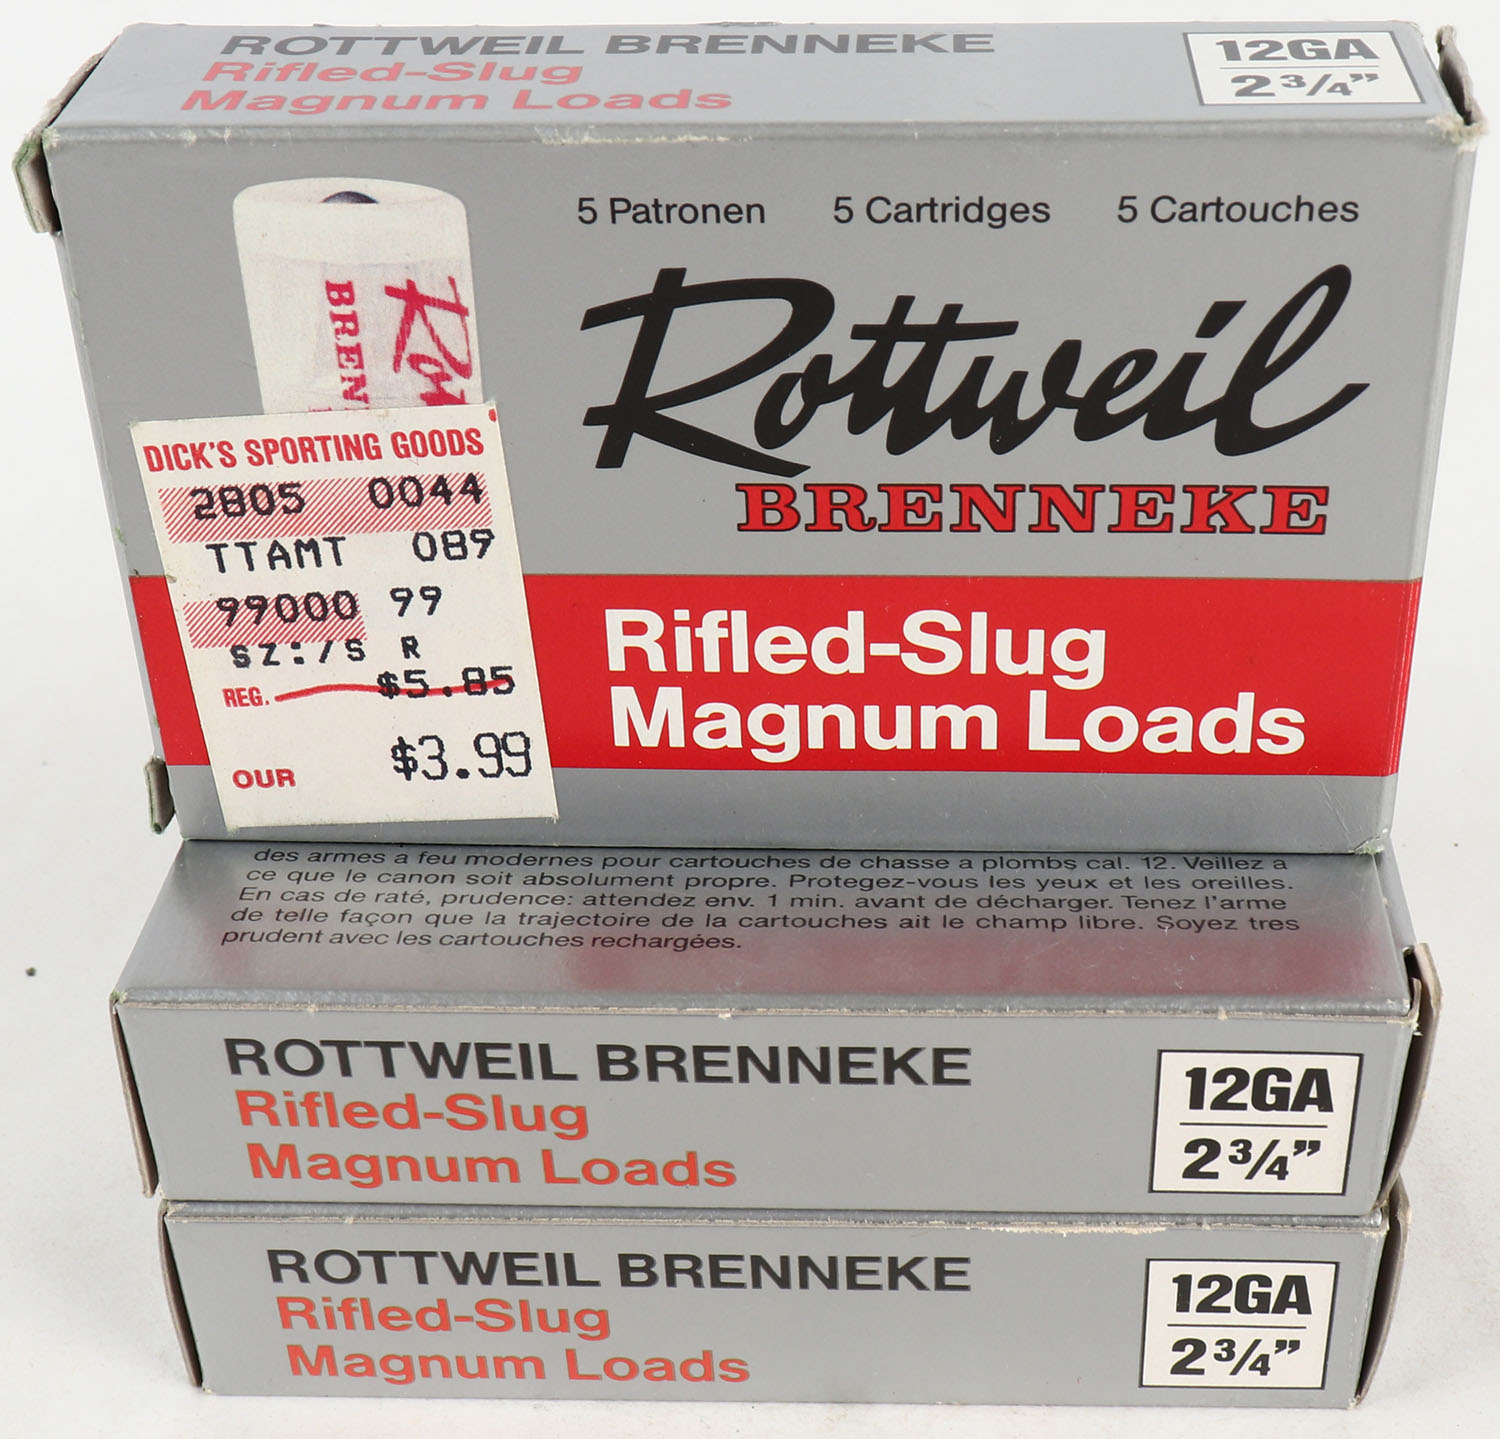 ROTTWEIL BRENNEKE
Rifled-Slug
Magnum Loads
12GA
2 3/4”
5 Patronen 5 Cartridges 5 Cartouches
Rottweil
BRENNEKE
Rifled-Slug
Magnum Loads
DICK'S SPORTING GOODS
2805 0044
TTAMT 089
99000 99
SZ:/S R
REG. $5.85
OUR $3.99
des armes a feu modernes pour cartouches de chasse a plombs cal. 12. Veillez a
ce que le canon soit absolument propre. Protegez-vous les yeux et les oreilles.
En cas de raté, prudence: attendez env. 1 min. avant de décharger. Tenez l'arme
de telle façon que la trajectoire de la cartouches ait le champ libre. Soyez tres
prudent avec les cartouches rechargées.
ROTTWEIL BRENNEKE
Rifled-Slug
Magnum Loads
12GA
2 3/4”
ROTTWEIL BRENNEKE
Rifled-Slug
Magnum Loads
12GA
2 3/4”